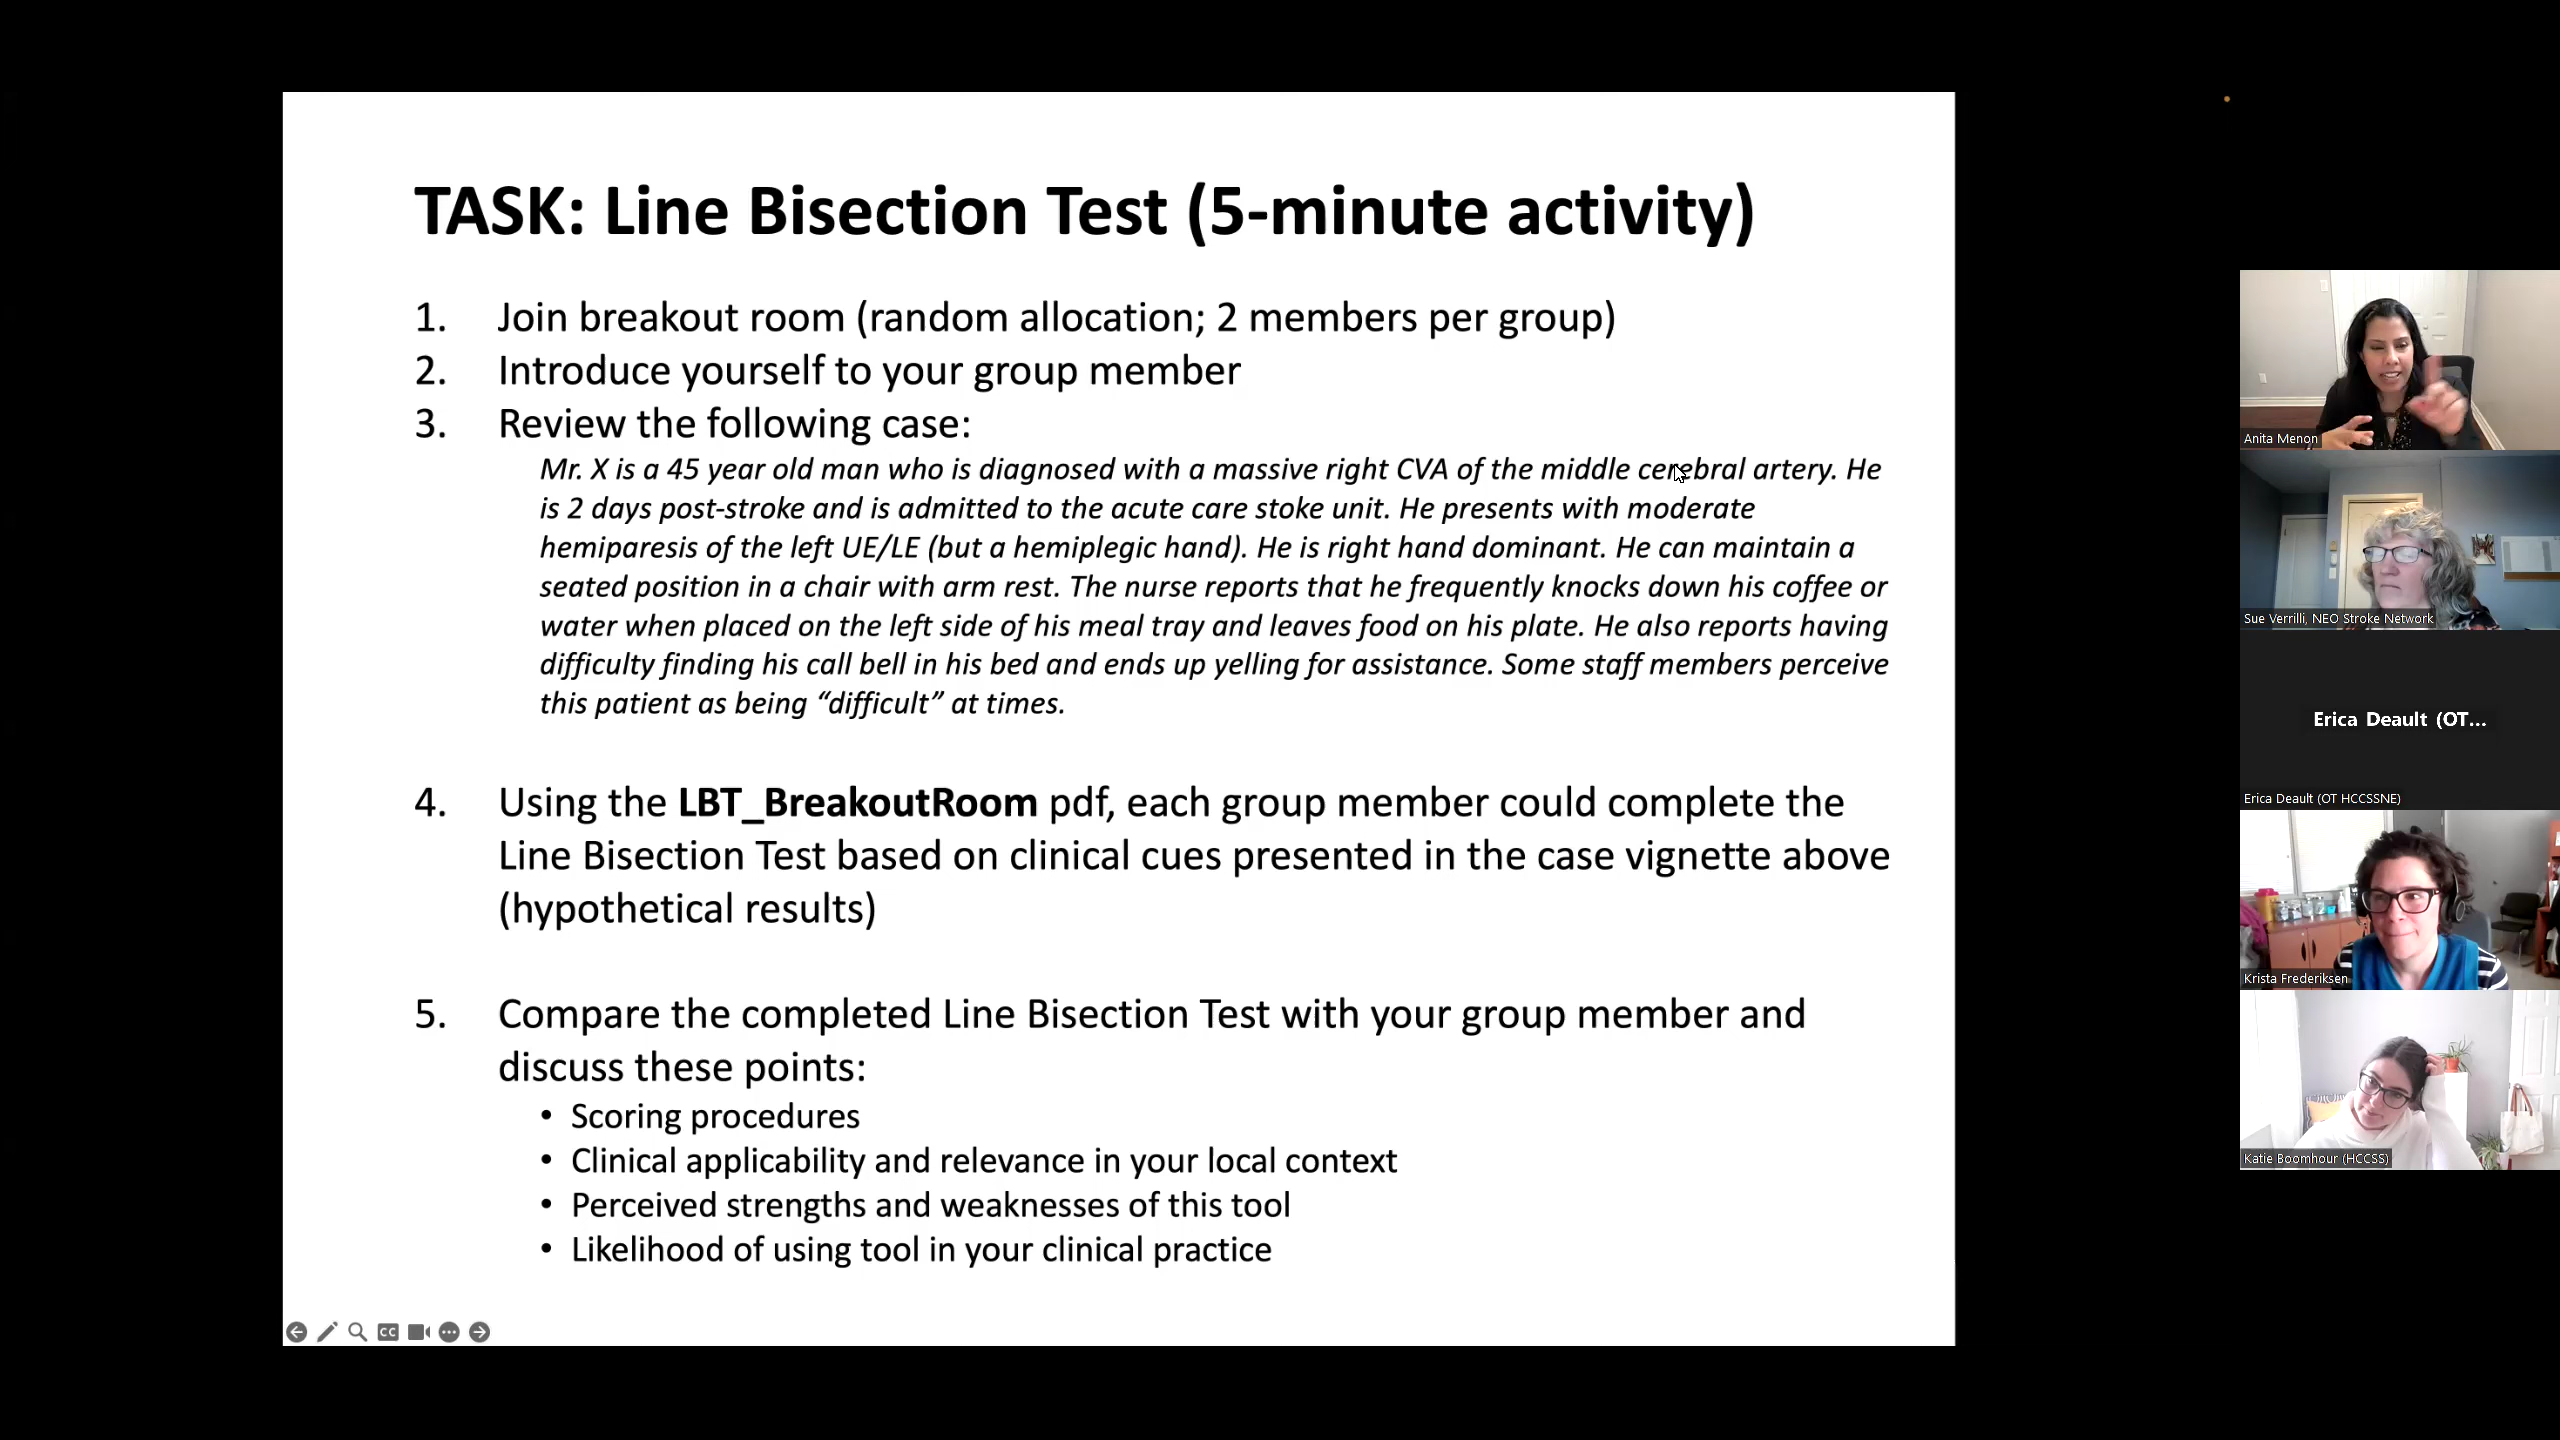 TASK: Line Bisection Test (5-minute activity)
1. Join breakout room (random allocation; 2 members per group)
2. Introduce yourself to your group member
3. Review the following case:
Mr. X is a 45 year old man who is diagnosed with a massive right CVA of the middle cerebral artery. He
is 2 days post-stroke and is admitted to the acute care stoke unit. He presents with moderate
hemiparesis of the left UE/LE (but a hemiplegic hand). He is right hand dominant. He can maintain a
seated position in a chair with arm rest. The nurse reports that he frequently knocks down his coffee or
water when placed on the left side of his meal tray and leaves food on his plate. He also reports having
difficulty finding his call bell in his bed and ends up yelling for assistance. Some staff members perceive
this patient as being “difficult” at times.
4. Using the LBT_BreakoutRoom pdf, each group member could complete the
Line Bisection Test based on clinical cues presented in the case vignette above
(hypothetical results)
5. Compare the completed Line Bisection Test with your group member and
discuss these points:
• Scoring procedures
• Clinical applicability and relevance in your local context
• Perceived strengths and weaknesses of this tool
• Likelihood of using tool in your clinical practice
CC
Anita Menon
Sue Verrilli, NEO Stroke Network
Erica Deault (OT...
Erica Deault (OT HCCSSNE)
Krista Frederiksen
Katie Boomhour (HCCSS)